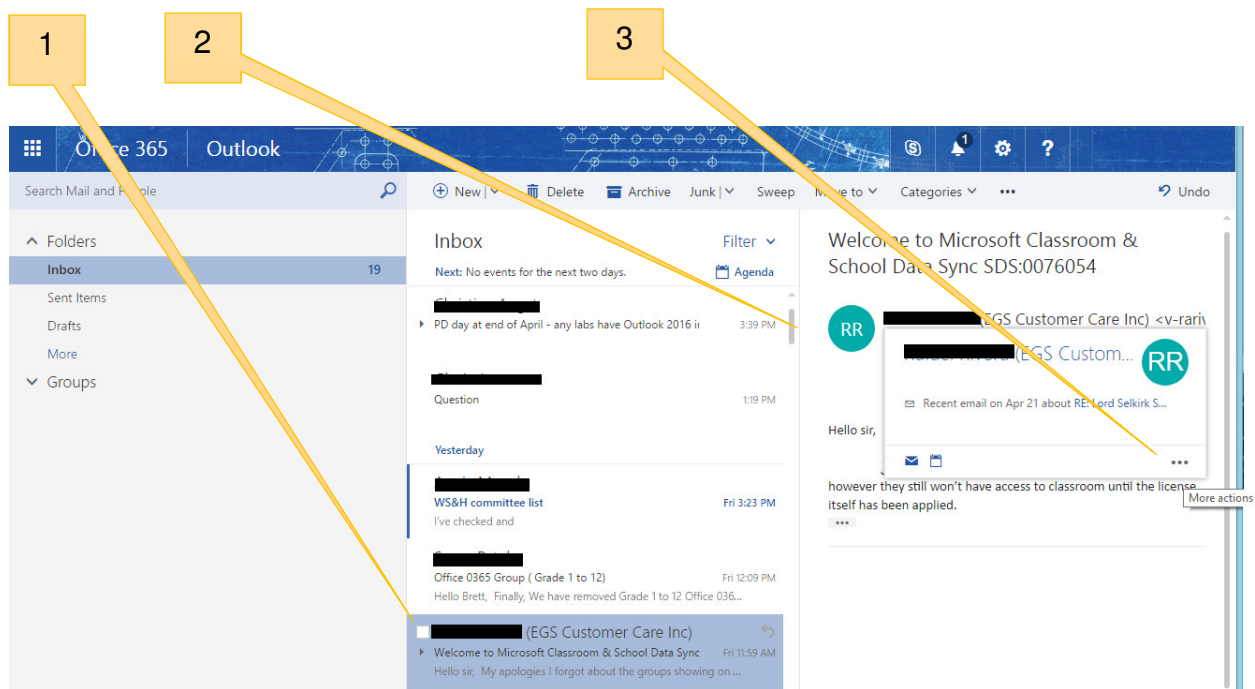 1
2
3
Office 365
Outlook
1
?
Search Mail and People
New
Delete
Archive
Junk
Sweep
Move to
Categories
•••
Undo
Folders
Inbox
19
Sent Items
Drafts
More
Groups
Inbox
Filter
Next: No events for the next two days.
Agenda
PD day at end of April - any labs have Outlook 2016 in
3:39 PM
Question
1:19 PM
Yesterday
WS&H committee list
Fri 3:23 PM
I've checked and
Office 0365 Group ( Grade 1 to 12)
Fri 12:09 PM
Hello Brett, Finally, We have removed Grade 1 to 12 Office 036...
(EGS Customer Care Inc)
Welcome to Microsoft Classroom & School Data Sync
Fri 11:59 AM
Hello sir, My apologies I forgot about the groups showing on ...
Welcome to Microsoft Classroom &
School Data Sync SDS:0076054
RR
(EGS Customer Care Inc) <v-rariv
(EGS Custom...
RR
Recent email on Apr 21 about RE: Lord Selkirk S...
Hello sir,
•••
however they still won't have access to classroom until the license
More actions
itself has been applied.
•••